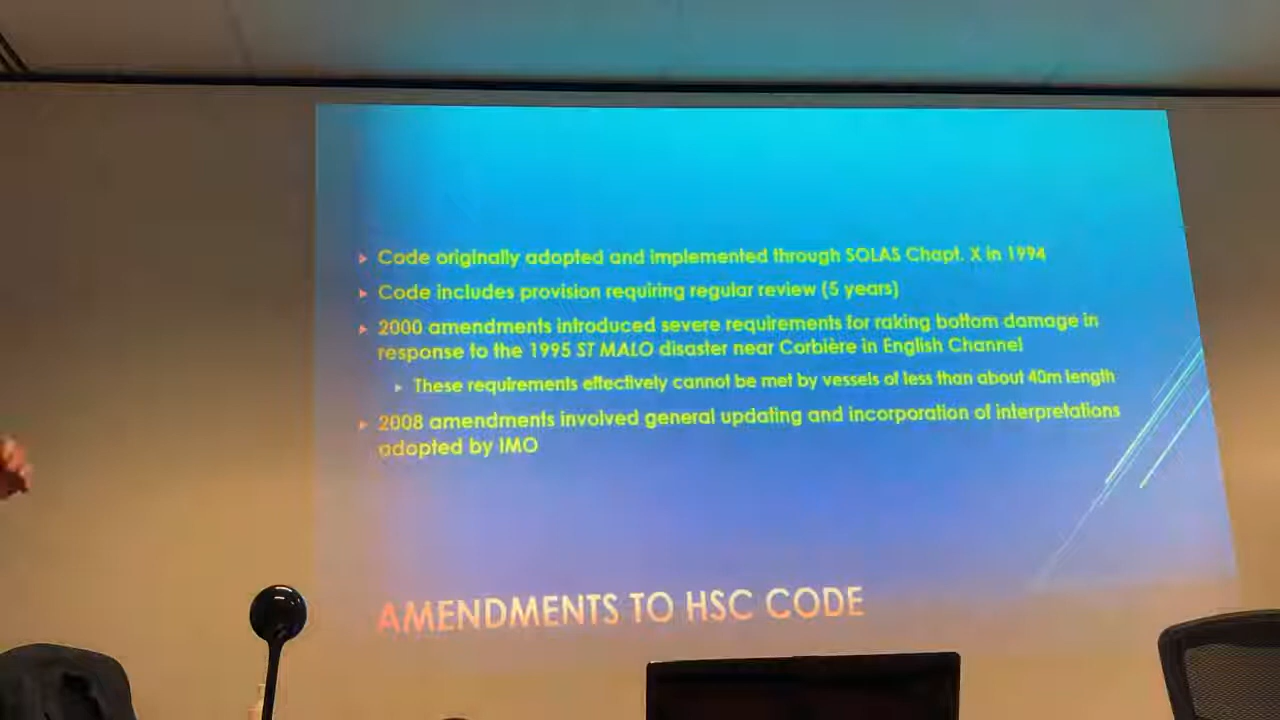 Code originally adopted and implemented through SOLAS Chapt. X in 1994
Code includes provision requiring regular review (5 years)
2000 amendments introduced severe requirements for raking bottom damage in
response to the 1995 ST MALO disaster near Corbière in English Channel
These requirements effectively cannot be met by vessels of less than about 40m length
2008 amendments involved general updating and incorporation of interpretations
adopted by IMO
AMENDMENTS TO HSC CODE